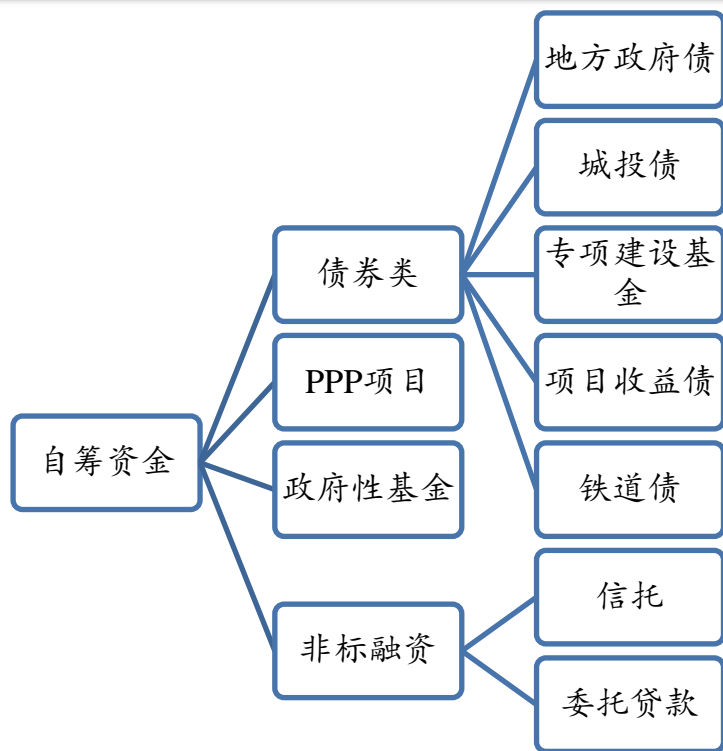 地方政府债
城投债
专项建设基
金
债券类
PPP项目
项目收益债
自筹资金
政府性基金
铁道债
信托
非标融资
委托贷款